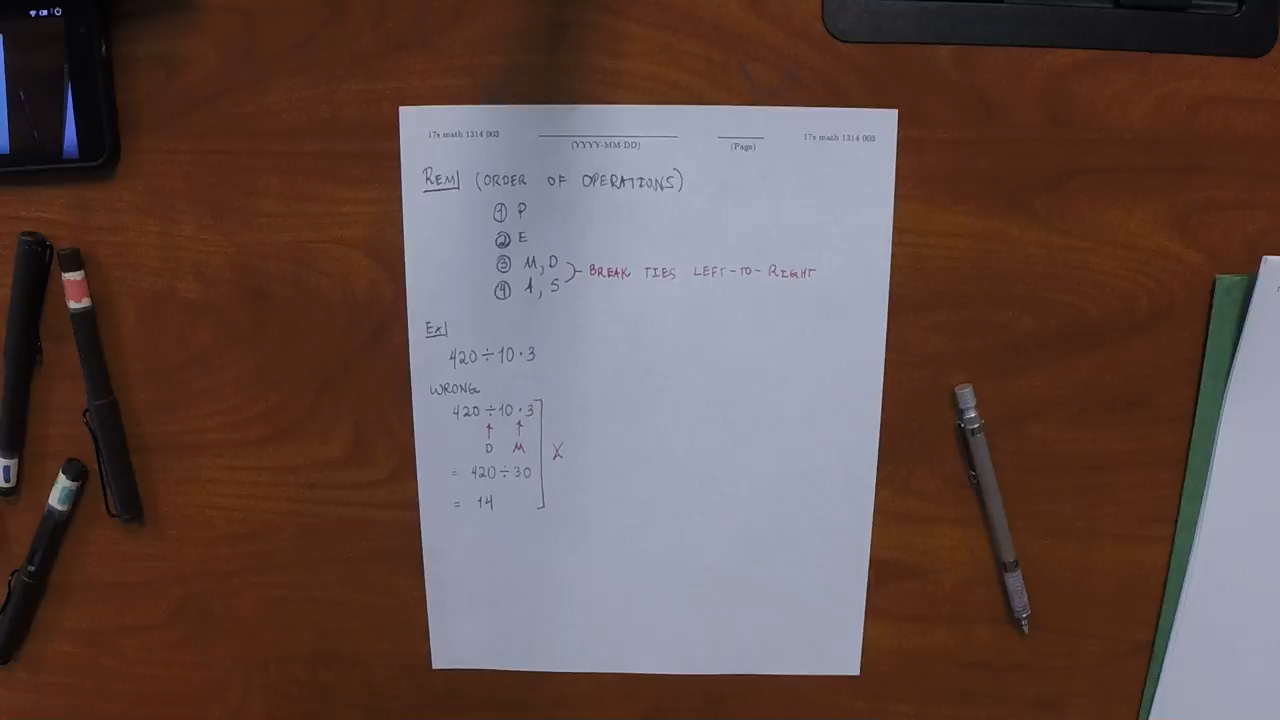 17s math 1314 003
(YYYY-MM-DD)
(Page)
17s math 1314 003
REM (ORDER OF OPERATIONS)
① P
② E
③ M, D
④ A, S
BREAK TIES LEFT-TO-RIGHT
Ex
420 ÷ 10 · 3
WRONG
420 ÷ 10 · 3
D M
= 420 ÷ 30
= 14
X